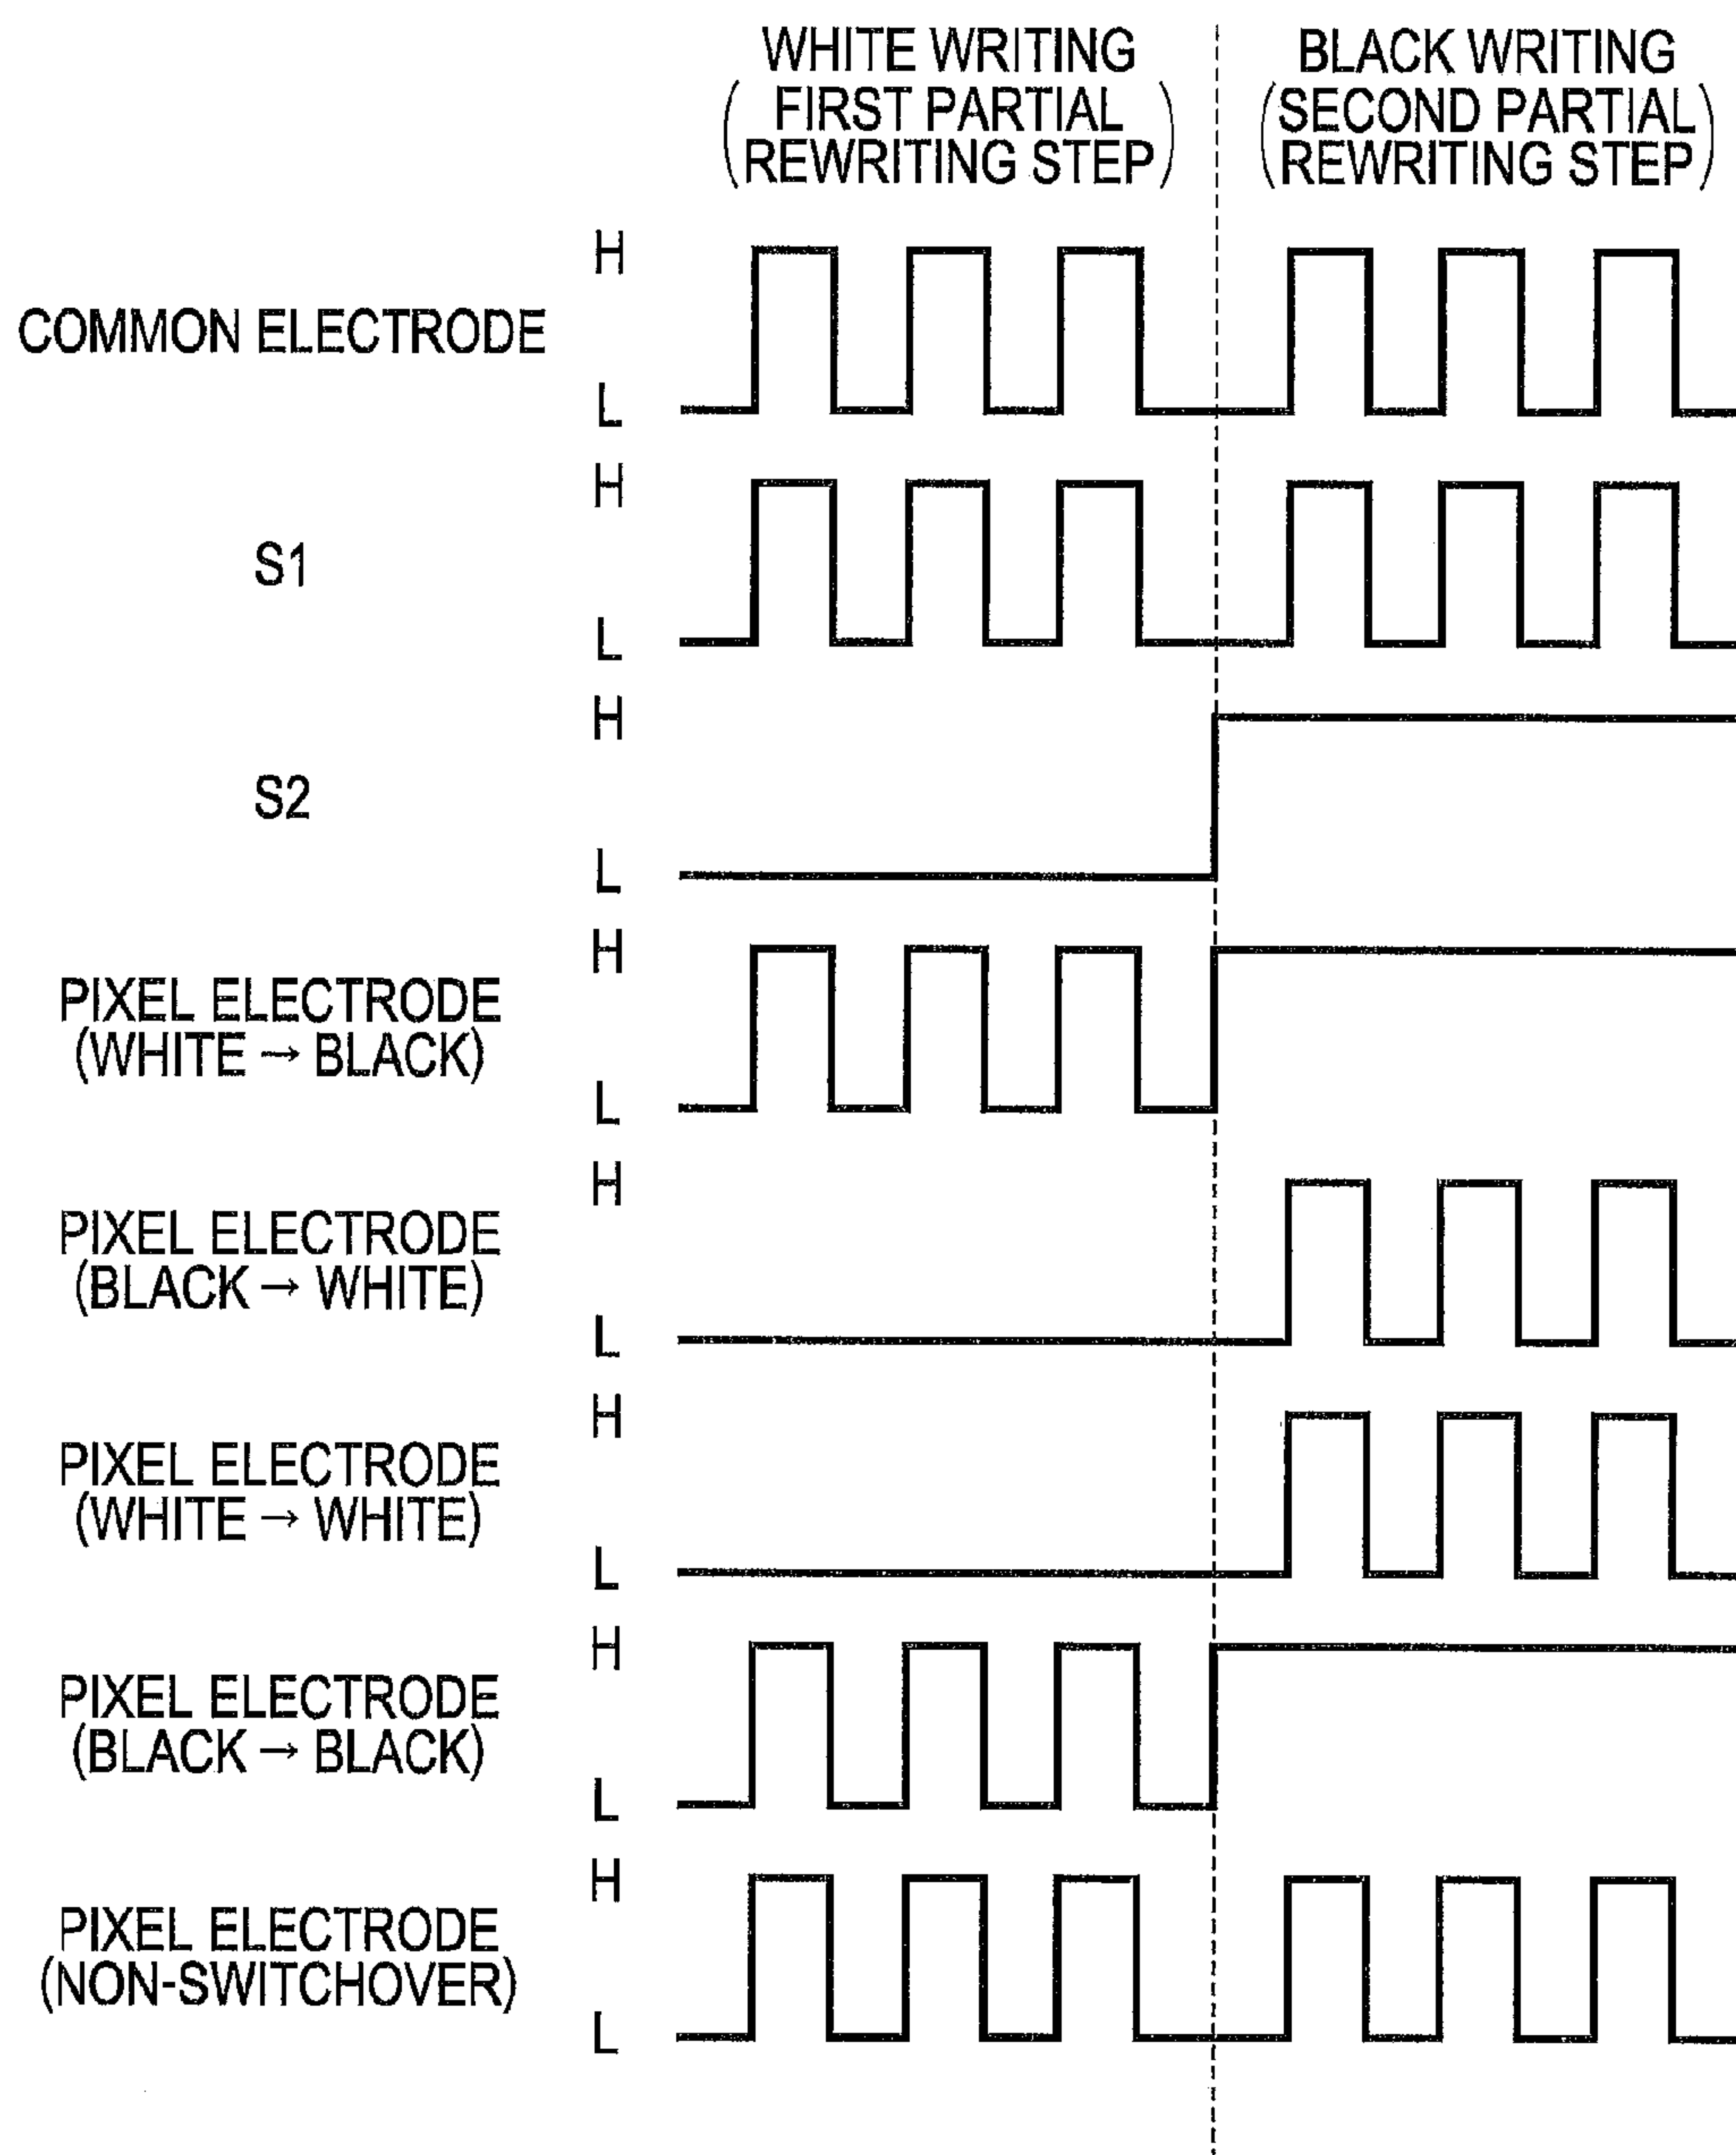 WHITE WRITING
(FIRST PARTIAL
REWRITING STEP)
BLACK WRITING
(SECOND PARTIAL
REWRITING STEP)
H
COMMON ELECTRODE
L
H
S1
L
H
S2
L
H
PIXEL ELECTRODE
(WHITE → BLACK)
L
H
PIXEL ELECTRODE
(BLACK → WHITE)
L
H
PIXEL ELECTRODE
(WHITE → WHITE)
L
H
PIXEL ELECTRODE
(BLACK → BLACK)
L
H
PIXEL ELECTRODE
(NON-SWITCHOVER)
L